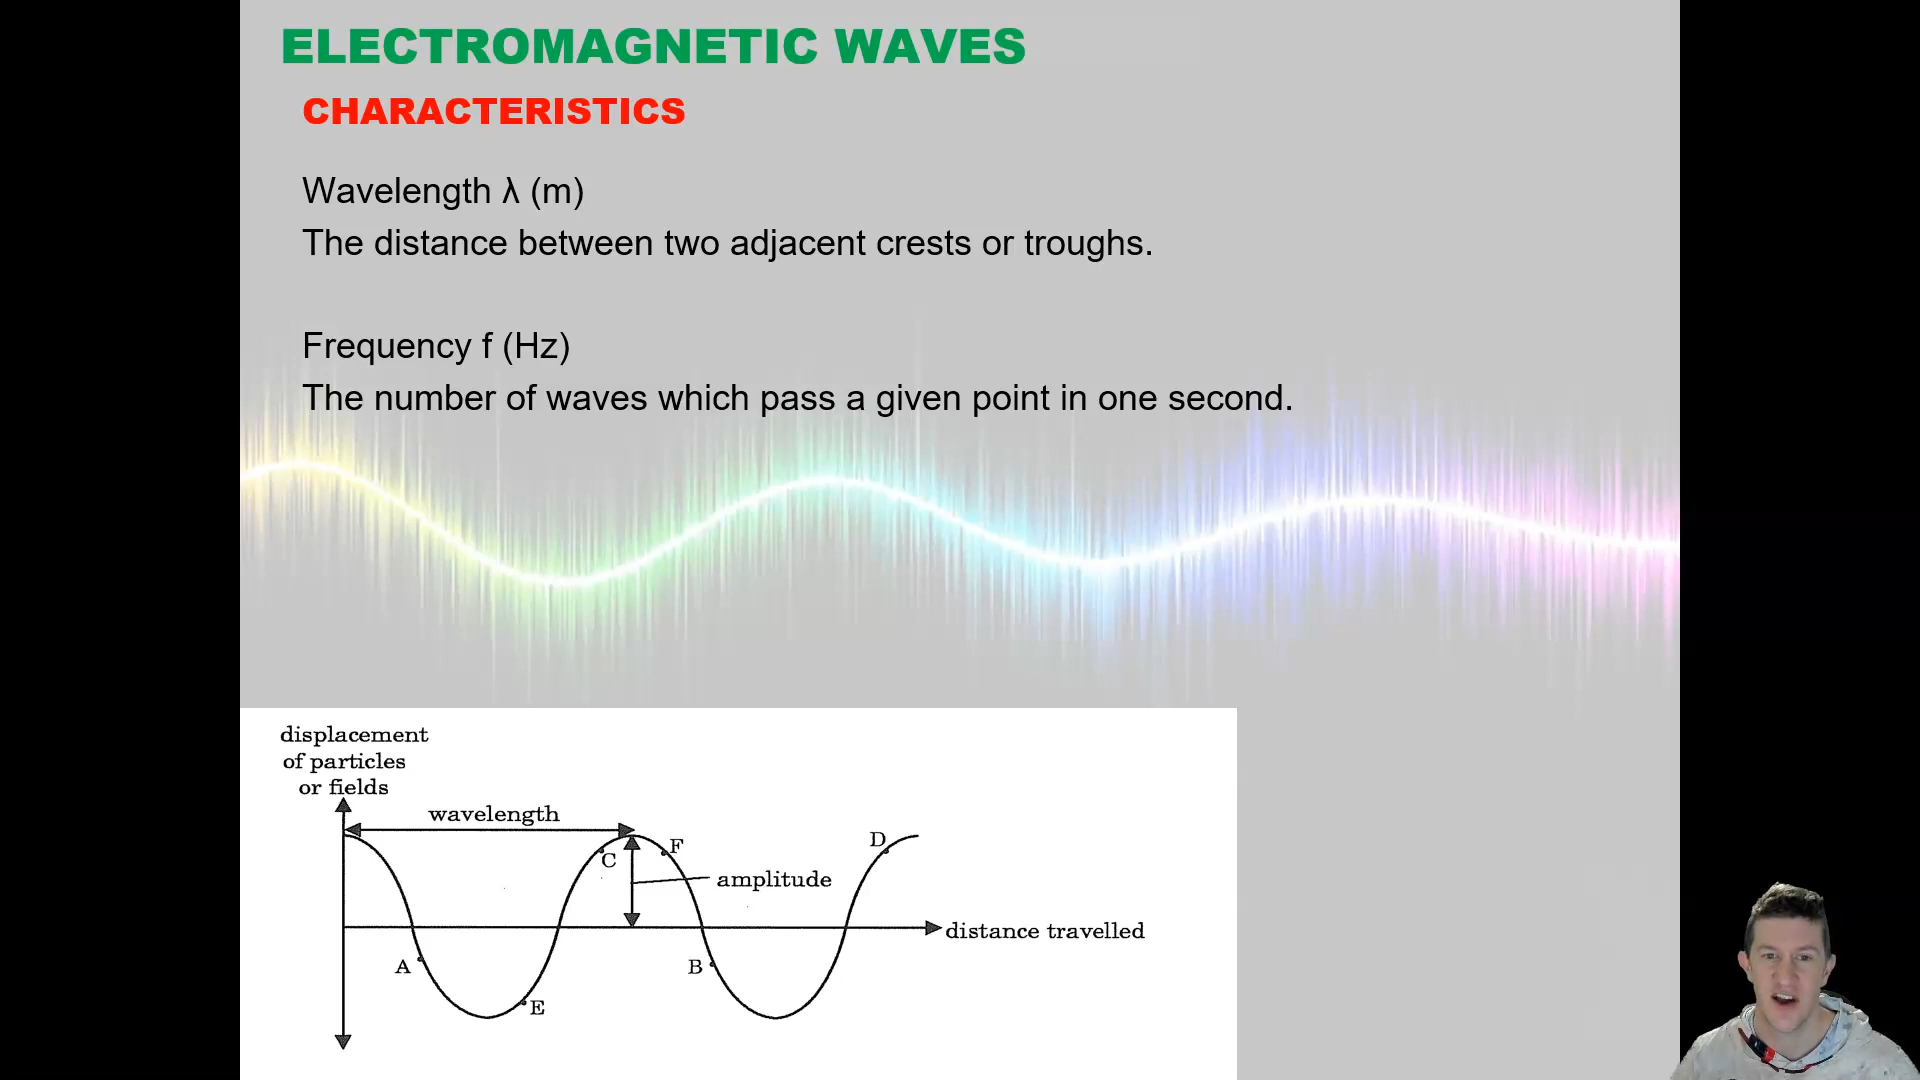 ELECTROMAGNETIC WAVES
CHARACTERISTICS
Wavelength λ (m)
The distance between two adjacent crests or troughs.
Frequency f (Hz)
The number of waves which pass a given point in one second.
displacement
of particles
or fields
wavelength
C
F
D
amplitude
distance travelled
A
B
E